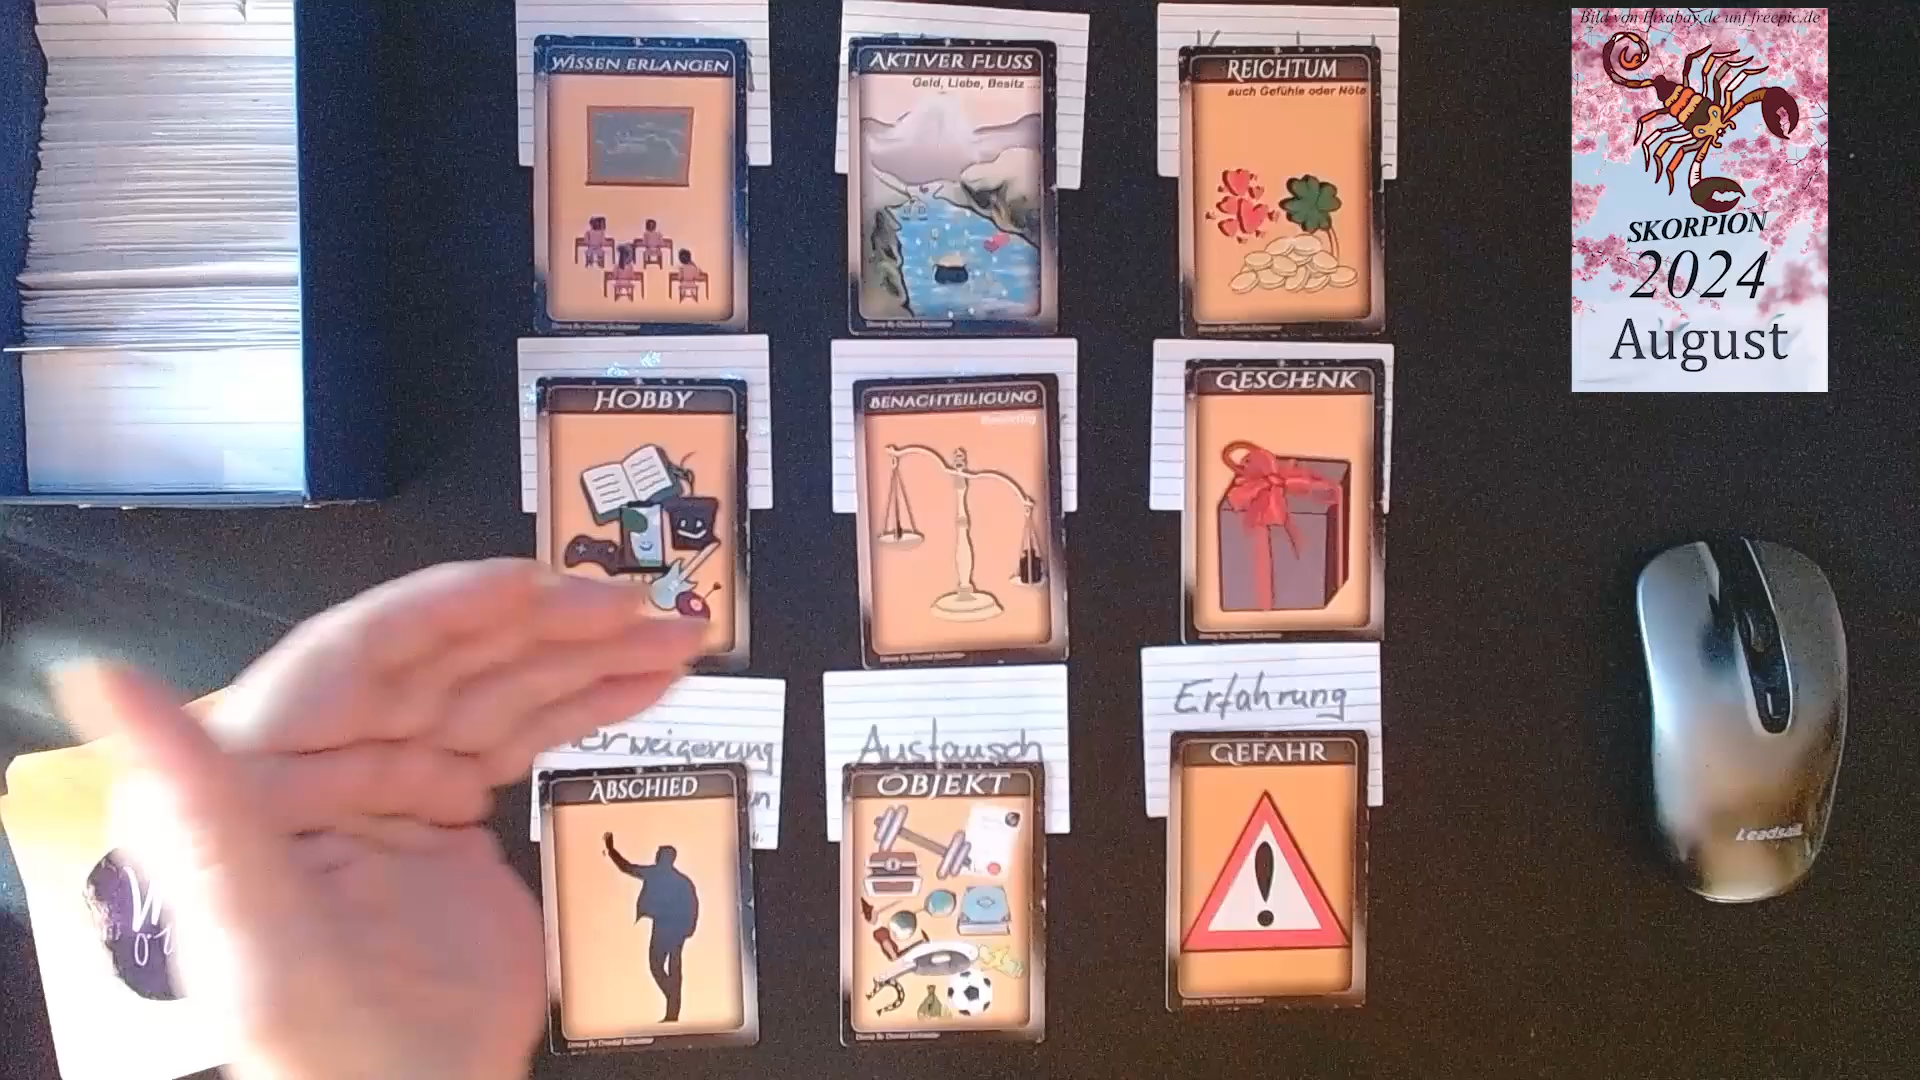 WISSEN ERLANGEN
AKTIVER FLUSS
Geld, Liebe, Besitz ...
REICHTUM
auch Gefühle oder Nöte
Bild von Pixabay.de unf freepic.de
SKORPION
2024
August
HOBBY
BENACHTEILIGUNG
GESCHENK
Verweigerung
Austausch
Erfahrung
ABSCHIED
OBJEKT
GEFAHR
Leadsail